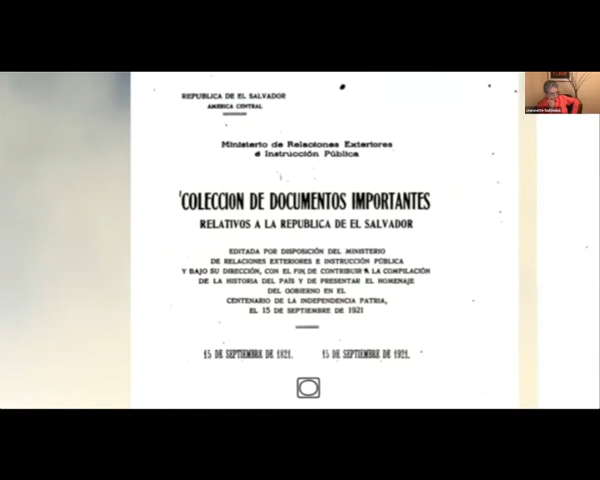 REPUBLICA DE EL SALVADOR
AMERICA CENTRAL
Ministerio de Relaciones Exteriores
é Instrucción Pública
COLECCION DE DOCUMENTOS IMPORTANTES
RELATIVOS A LA REPUBLICA DE EL SALVADOR
EDITADA POR DISPOSICIÓN DEL MINISTERIO
DE RELACIONES EXTERIORES E INSTRUCCIÓN PÚBLICA
Y BAJO SU DIRECCIÓN, CON EL FIN DE CONTRIBUIR A LA COMPILACIÓN
DE LA HISTORIA DEL PAÍS Y DE PRESENTAR EL HOMENAJE
DEL GOBIERNO EN EL
CENTENARIO DE LA INDEPENDENCIA PATRIA,
EL 15 DE SEPTIEMBRE DE 1921
15 DE SEPTIEMBRE DE 1821. 15 DE SEPTIEMBRE DE 1921.